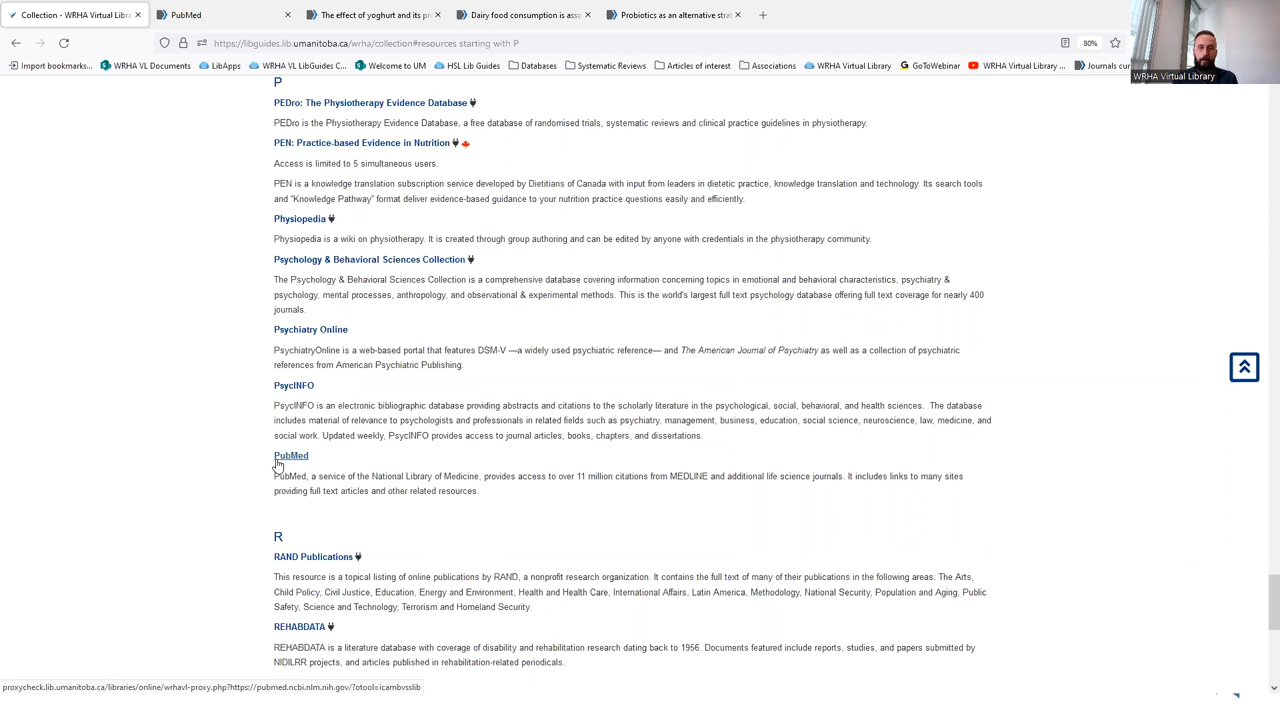 Collection - WRHA Virtual Libra
PubMed
The effect of yoghurt and its pro
Dairy food consumption is asso
Probiotics as an alternative strat
https://libguides.lib.umanitoba.ca/wrha/collection#resources starting with P
80%
Import bookmarks...
WRHA VL Documents
LibApps
WRHA VL LibGuides C...
Welcome to UM
HSL Lib Guides
Databases
Systematic Reviews
Articles of interest
Associations
WRHA Virtual Library
GoToWebinar
WRHA Virtual Library ...
Journals cur
WRHA Virtual Library
P
PEDro: The Physiotherapy Evidence Database
PEDro is the Physiotherapy Evidence Database, a free database of randomised trials, systematic reviews and clinical practice guidelines in physiotherapy.
PEN: Practice-based Evidence in Nutrition
Access is limited to 5 simultaneous users.
PEN is a knowledge translation subscription service developed by Dietitians of Canada with input from leaders in dietetic practice, knowledge translation and technology. Its search tools
and “Knowledge Pathway” format deliver evidence-based guidance to your nutrition practice questions easily and efficiently.
Physiopedia
Physiopedia is a wiki on physiotherapy. It is created through group authoring and can be edited by anyone with credentials in the physiotherapy community.
Psychology & Behavioral Sciences Collection
The Psychology & Behavioral Sciences Collection is a comprehensive database covering information concerning topics in emotional and behavioral characteristics, psychiatry &
psychology, mental processes, anthropology, and observational & experimental methods. This is the world's largest full text psychology database offering full text coverage for nearly 400
journals.
Psychiatry Online
PsychiatryOnline is a web-based portal that features DSM-V —a widely used psychiatric reference— and The American Journal of Psychiatry as well as a collection of psychiatric
references from American Psychiatric Publishing.
PsycINFO
PsycINFO is an electronic bibliographic database providing abstracts and citations to the scholarly literature in the psychological, social, behavioral, and health sciences. The database
includes material of relevance to psychologists and professionals in related fields such as psychiatry, management, business, education, social science, neuroscience, law, medicine, and
social work. Updated weekly, PsycINFO provides access to journal articles, books, chapters, and dissertations.
PubMed
PubMed, a service of the National Library of Medicine, provides access to over 11 million citations from MEDLINE and additional life science journals. It includes links to many sites
providing full text articles and other related resources.
R
RAND Publications
This resource is a topical listing of online publications by RAND, a nonprofit research organization. It contains the full text of many of their publications in the following areas: The Arts,
Child Policy, Civil Justice, Education, Energy and Environment, Health and Health Care, International Affairs, Latin America, Methodology, National Security, Population and Aging, Public
Safety, Science and Technology, Terrorism and Homeland Security.
REHABDATA
REHABDATA is a literature database with coverage of disability and rehabilitation research dating back to 1956. Documents featured include reports, studies, and papers submitted by
NIDILRR projects, and articles published in rehabilitation-related periodicals.
proxycheck.lib.umanitoba.ca/libraries/online/wrhavl-proxy.php?https://pubmed.ncbi.nlm.nih.gov/?otool=icambvsslib